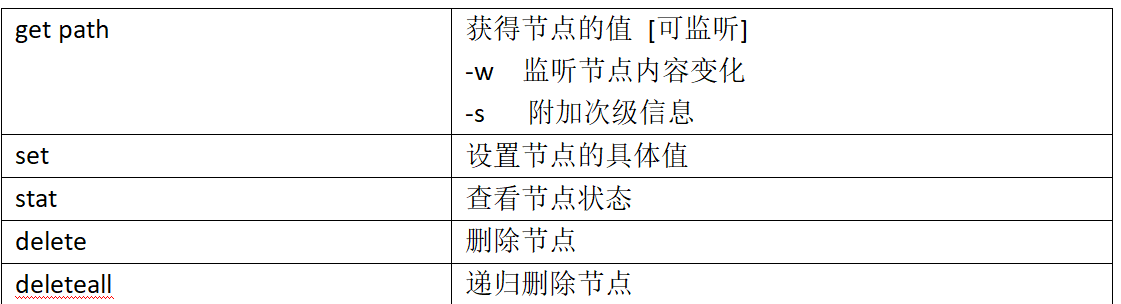 get path 获得节点的值 [可监听]
-w 监听节点内容变化
-s 附加次级信息
set 设置节点的具体值
stat 查看节点状态
delete 删除节点
deleteall 递归删除节点